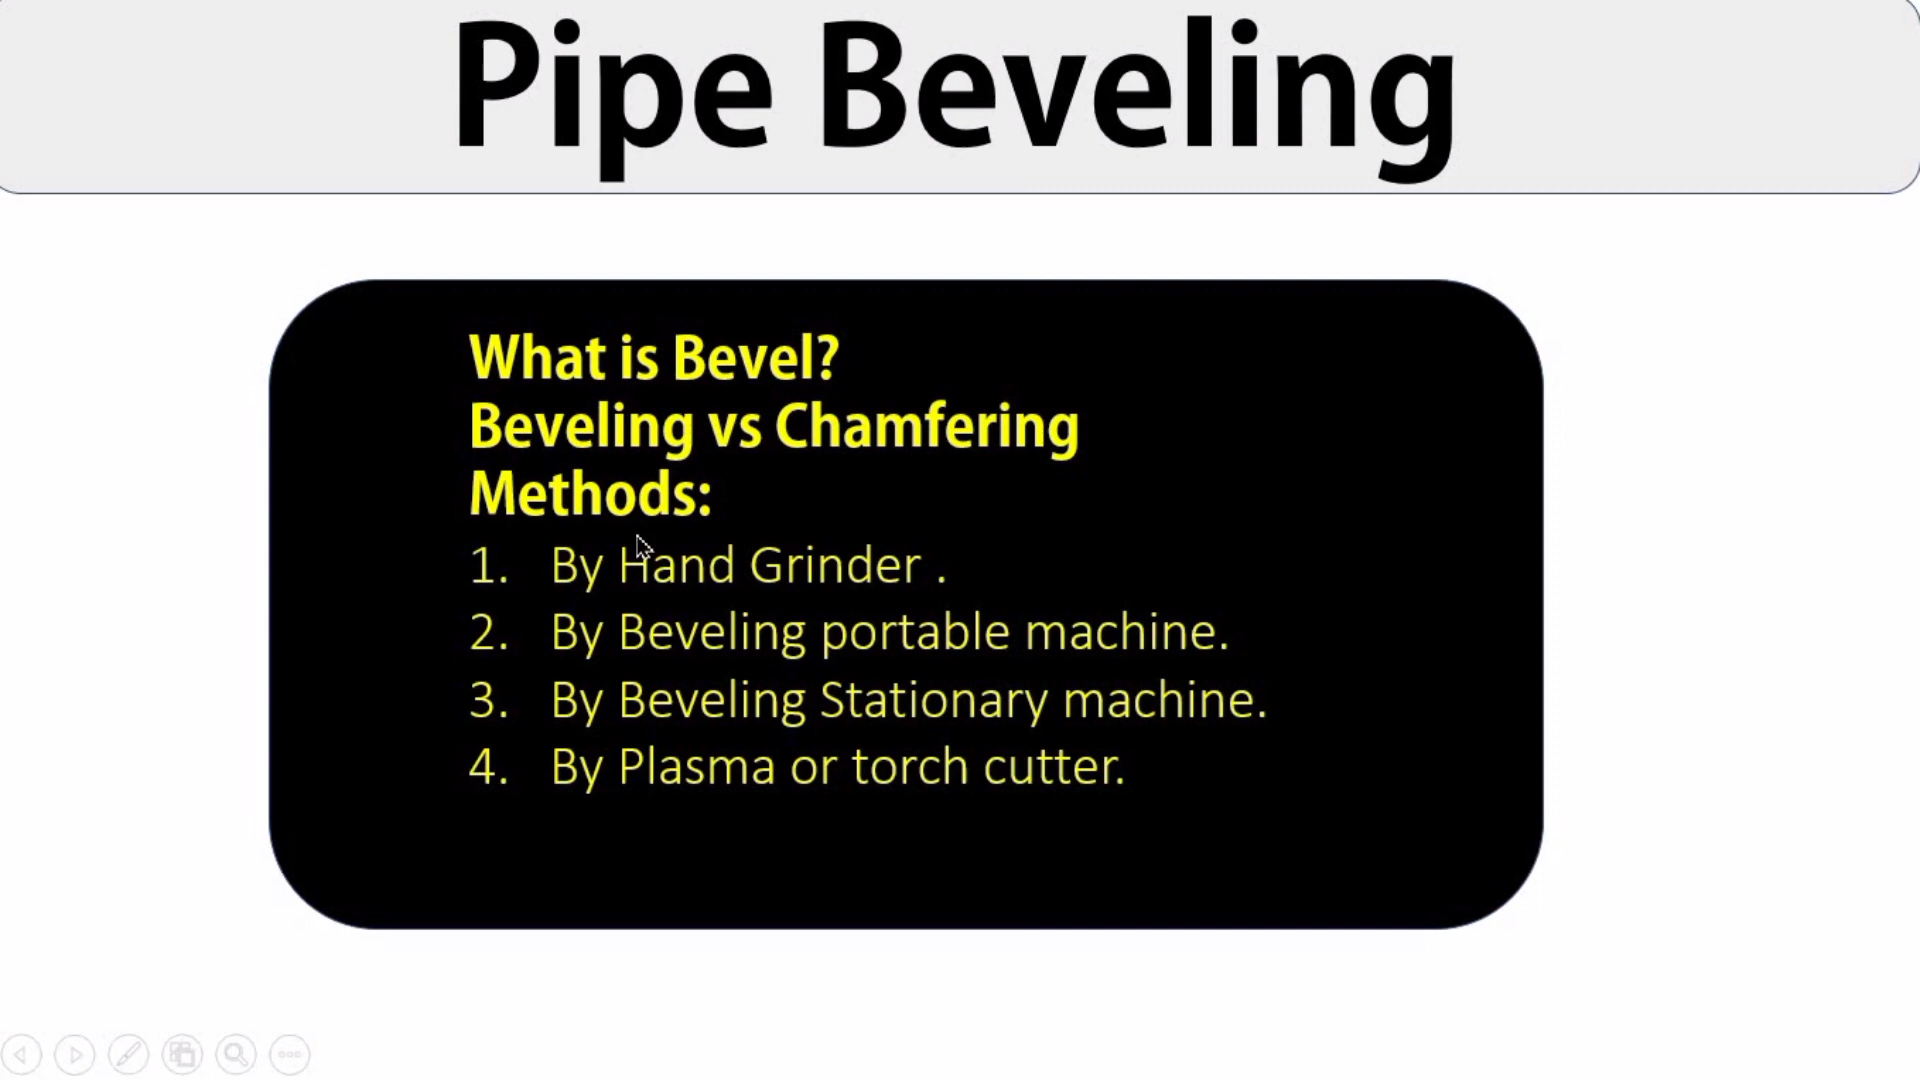 Pipe Beveling
What is Bevel?
Beveling vs Chamfering
Methods:
1. By Hand Grinder .
2. By Beveling portable machine.
3. By Beveling Stationary machine.
4. By Plasma or torch cutter.